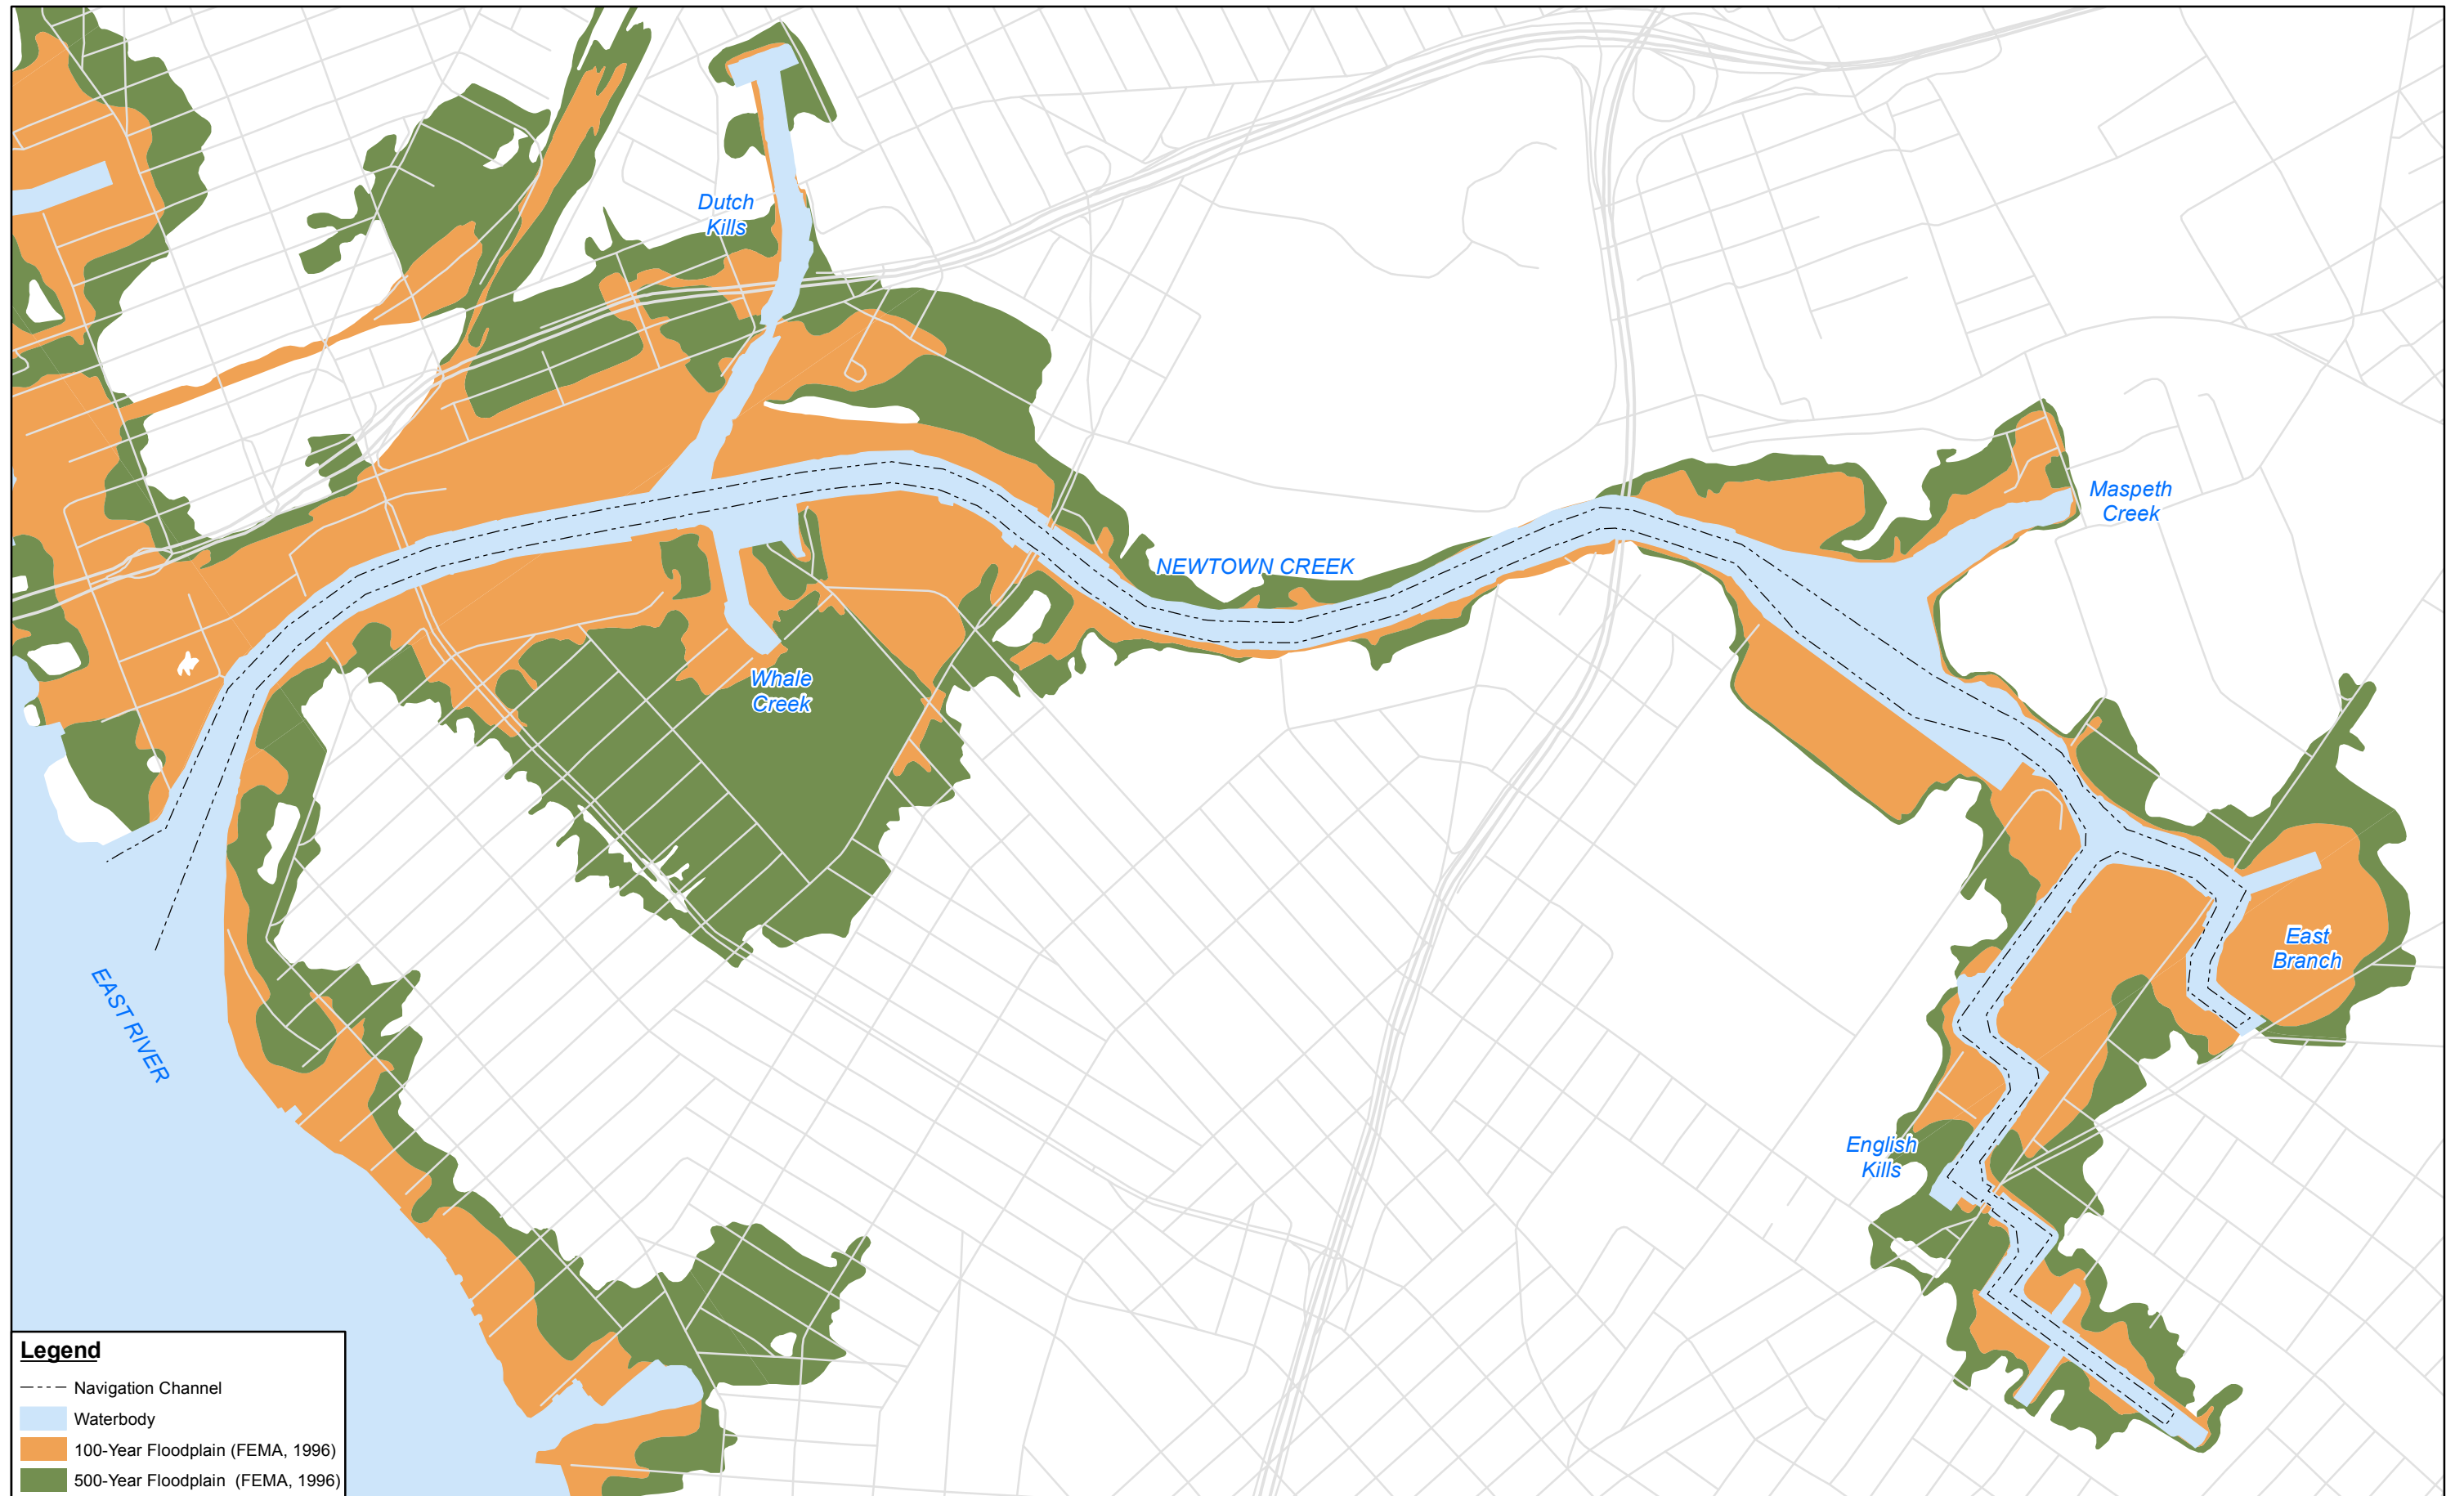 Dutch
Kills
Maspeth
Creek
NEWTOWN CREEK
Whale
Creek
East
Branch
EAST RIVER
English
Kills
Legend
Navigation Channel
Waterbody
100-Year Floodplain (FEMA, 1996)
500-Year Floodplain (FEMA, 1996)